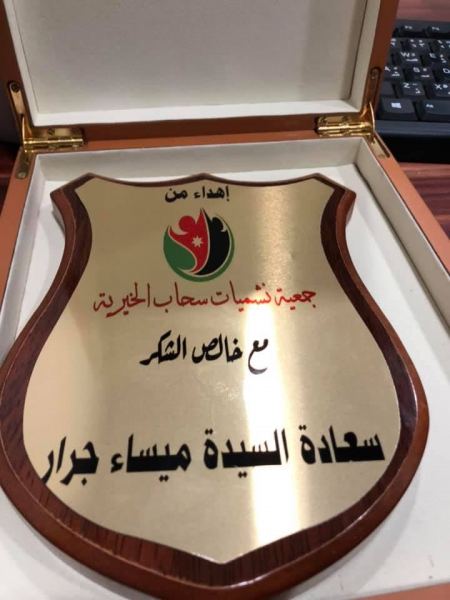 إهداء من
جمعية نشميات سحاب الخيرية
مع خالص الشكر
سعادة السيدة ميساء جرار